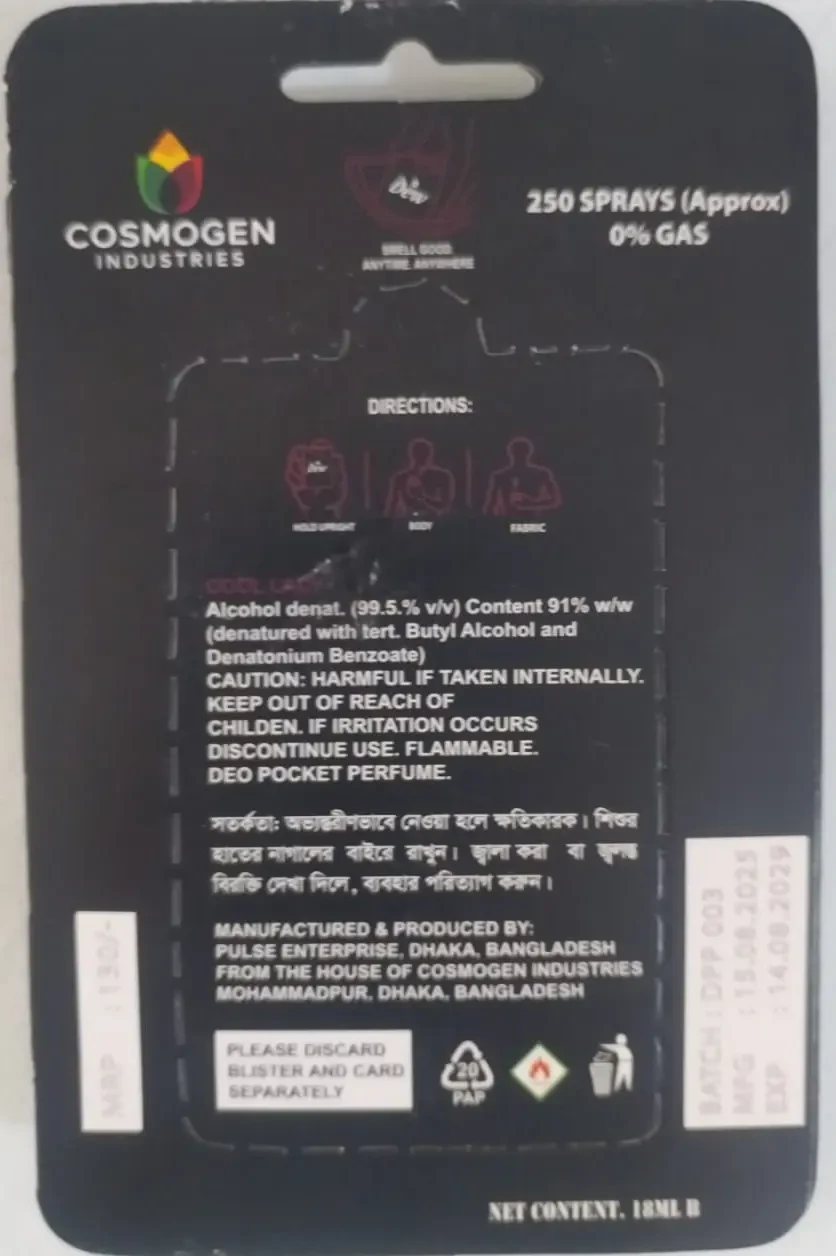 COSMOGEN
INDUSTRIES
Dew
SMELL GOOD.
ANYTIME. ANYWHERE
250 SPRAYS (Approx)
0% GAS
DIRECTIONS:
Dew
HOLD UPRIGHT
BODY
FABRIC
COOL
Alcohol denat. (99.5.% v/v) Content 91% w/w
(denatured with tert. Butyl Alcohol and
Denatonium Benzoate)
CAUTION: HARMFUL IF TAKEN INTERNALLY.
KEEP OUT OF REACH OF
CHILDEN. IF IRRITATION OCCURS
DISCONTINUE USE. FLAMMABLE.
DEO POCKET PERFUME.
সতর্কতা: অভ্যন্তরীণভাবে নেওয়া হলে ক্ষতিকারক। শিশুর
হাতের নাগালের বাইরে রাখুন। জ্বালা করা বা জ্বলন্ত
বিরক্তি দেখা দিলে, ব্যবহার পরিত্যাগ করুন।
MANUFACTURED & PRODUCED BY:
PULSE ENTERPRISE, DHAKA, BANGLADESH
FROM THE HOUSE OF COSMOGEN INDUSTRIES
MOHAMMADPUR, DHAKA, BANGLADESH
PLEASE DISCARD
BLISTER AND CARD
SEPARATELY
20
PAP
MRP : 130/-
BATCH : DPP 003
MFG : 15.08.2025
EXP : 14.08.2029
NET CONTENT. 18ML B